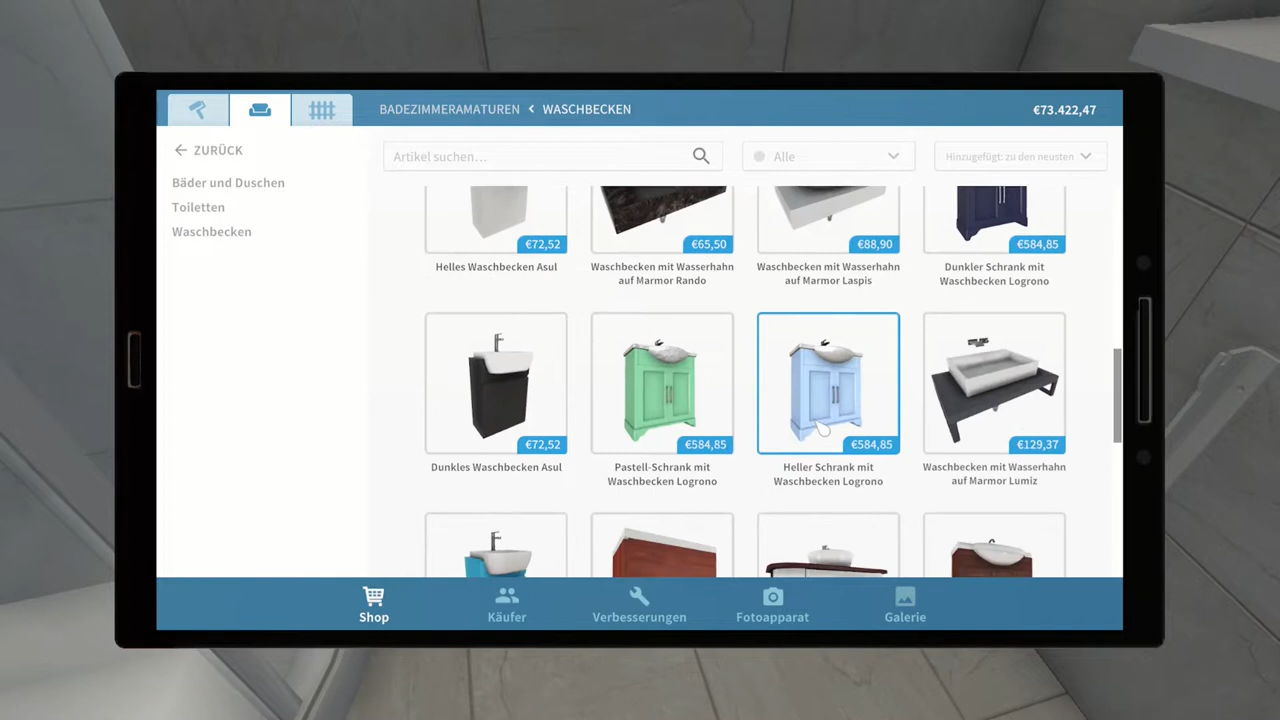 BADEZIMMERAMATUREN < WASCHBECKEN
€73.422,47
ZURÜCK
Bäder und Duschen
Toiletten
Waschbecken
Artikel suchen...
Alle
Hinzugefügt: zu den neusten
€72,52
€65,50
€88,90
€584,85
Helles Waschbecken Asul
Waschbecken mit Wasserhahn
auf Marmor Rando
Waschbecken mit Wasserhahn
auf Marmor Laspis
Dunkler Schrank mit
Waschbecken Logrono
€72,52
€584,85
€584,85
€129,37
Dunkles Waschbecken Asul
Pastell-Schrank mit
Waschbecken Logrono
Heller Schrank mit
Waschbecken Logrono
Waschbecken mit Wasserhahn
auf Marmor Lumiz
Shop
Käufer
Verbesserungen
Fotoapparat
Galerie